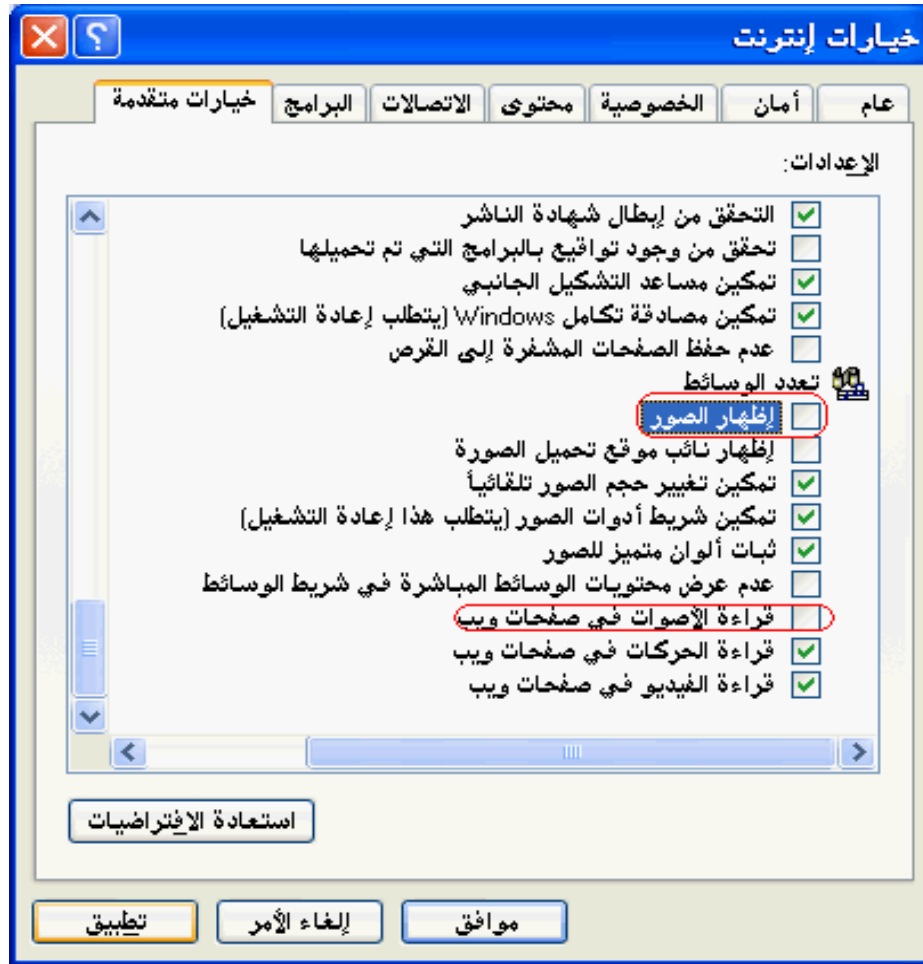 خيارات إنترنت
عام أمان الخصوصية محتوى الاتصالات البرامج خيارات متقدمة
الإعدادات:
التحقق من إبطال شهادة الناشر
تحقق من وجود تواقيع بالبرامج التي تم تحميلها
تمكين مساعد التشكيل الجانبي
تمكين مصادقة تكامل Windows (يتطلب إعادة التشغيل)
عدم حفظ الصفحات المشفرة إلى القرص
تعدد الوسائط
إظهار الصور
إظهار نائب موقع تحميل الصورة
تمكين تغيير حجم الصور تلقائياً
تمكين شريط أدوات الصور (يتطلب هذا إعادة التشغيل)
ثبات ألوان متميز للصور
عدم عرض محتويات الوسائط المباشرة في شريط الوسائط
قراءة الأصوات في صفحات ويب
قراءة الحركات في صفحات ويب
قراءة الفيديو في صفحات ويب
استعادة الافتراضيات
موافق إلغاء الأمر تطبيق